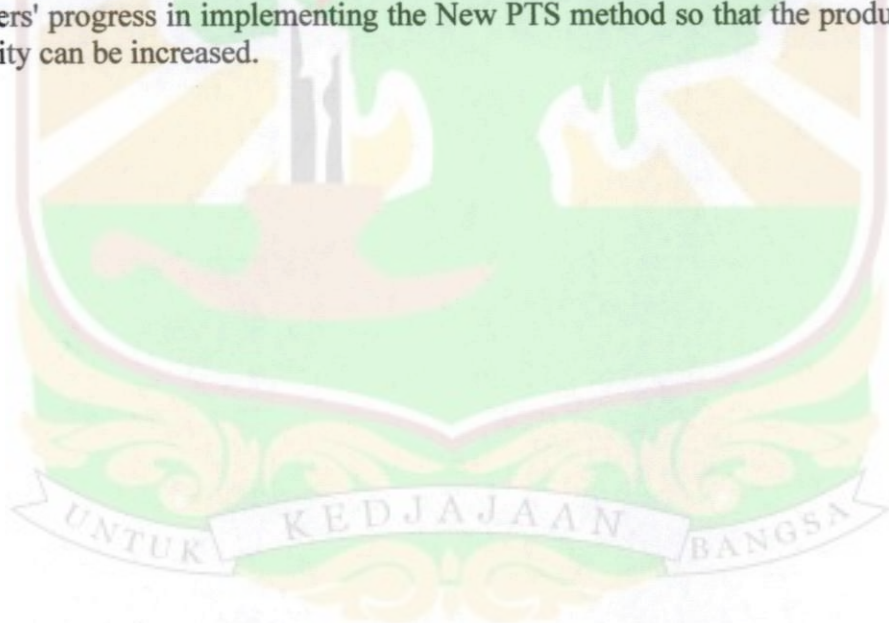 ers' progress in implementing the New PTS method so that the produ
ity can be increased.
UNTUK KEDJAJAAN BANGSA